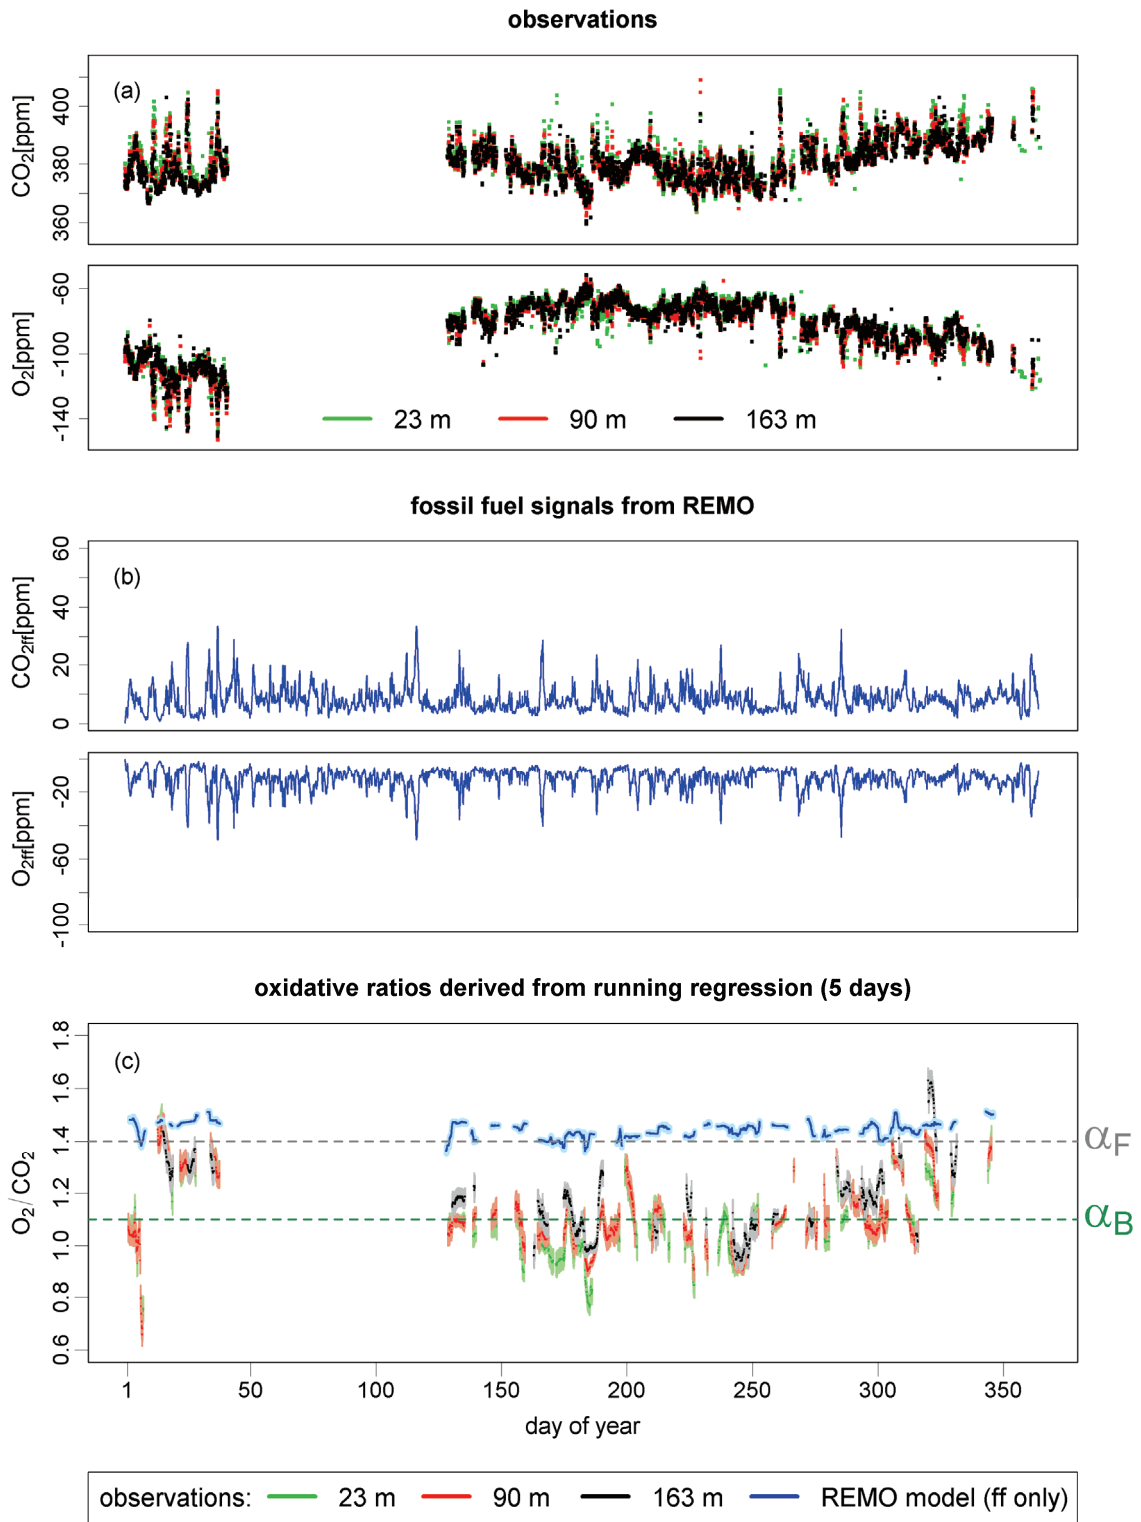 observations
(a)
CO2[ppm]
400
380
360
O2[ppm]
-60
-100
-140
23 m 90 m 163 m
fossil fuel signals from REMO
(b)
CO2ff[ppm]
60
40
20
0
O2ff[ppm]
-20
-60
-100
oxidative ratios derived from running regression (5 days)
(c)
O2/CO2
1.8
1.6
1.4
1.2
1.0
0.8
0.6
αF
αB
1 50 100 150 200 250 300 350
day of year
observations: 23 m 90 m 163 m REMO model (ff only)